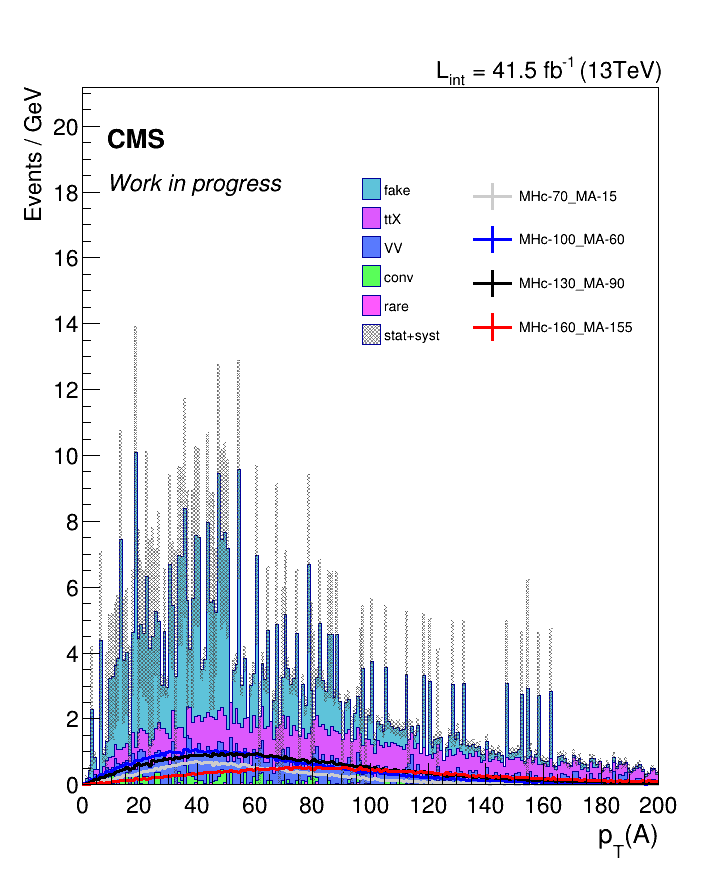 L_int = 41.5 fb^-1 (13TeV)
Events / GeV
CMS
Work in progress
fake
ttX
VV
conv
rare
stat+syst
MHc-70_MA-15
MHc-100_MA-60
MHc-130_MA-90
MHc-160_MA-155
20
18
16
14
12
10
8
6
4
2
0
0 20 40 60 80 100 120 140 160 180 200
p_T(A)